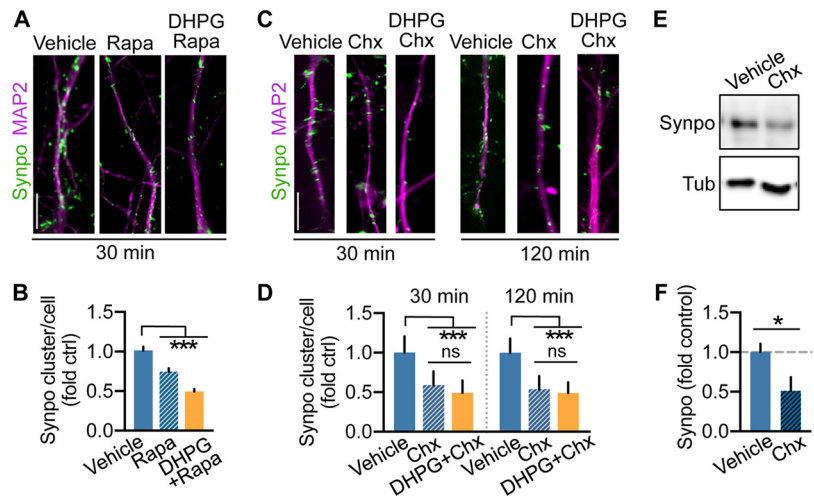 A
Vehicle Rapa DHPG Rapa
Synpo MAP2
30 min
B
Synpo cluster/cell (fold ctrl)
1.5
1.0
0.5
0.0
***
Vehicle
Rapa
DHPG +Rapa
C
Vehicle Chx DHPG Chx
Vehicle Chx DHPG Chx
Synpo MAP2
30 min
120 min
D
30 min
120 min
Synpo cluster/cell (fold ctrl)
1.5
1.0
0.5
0.0
***
ns
***
ns
Vehicle
Chx
DHPG+Chx
Vehicle
Chx
DHPG+Chx
E
Vehicle
Chx
Synpo
Tub
F
Synpo (fold control)
1.5
1.0
0.5
0.0
*
Vehicle
Chx